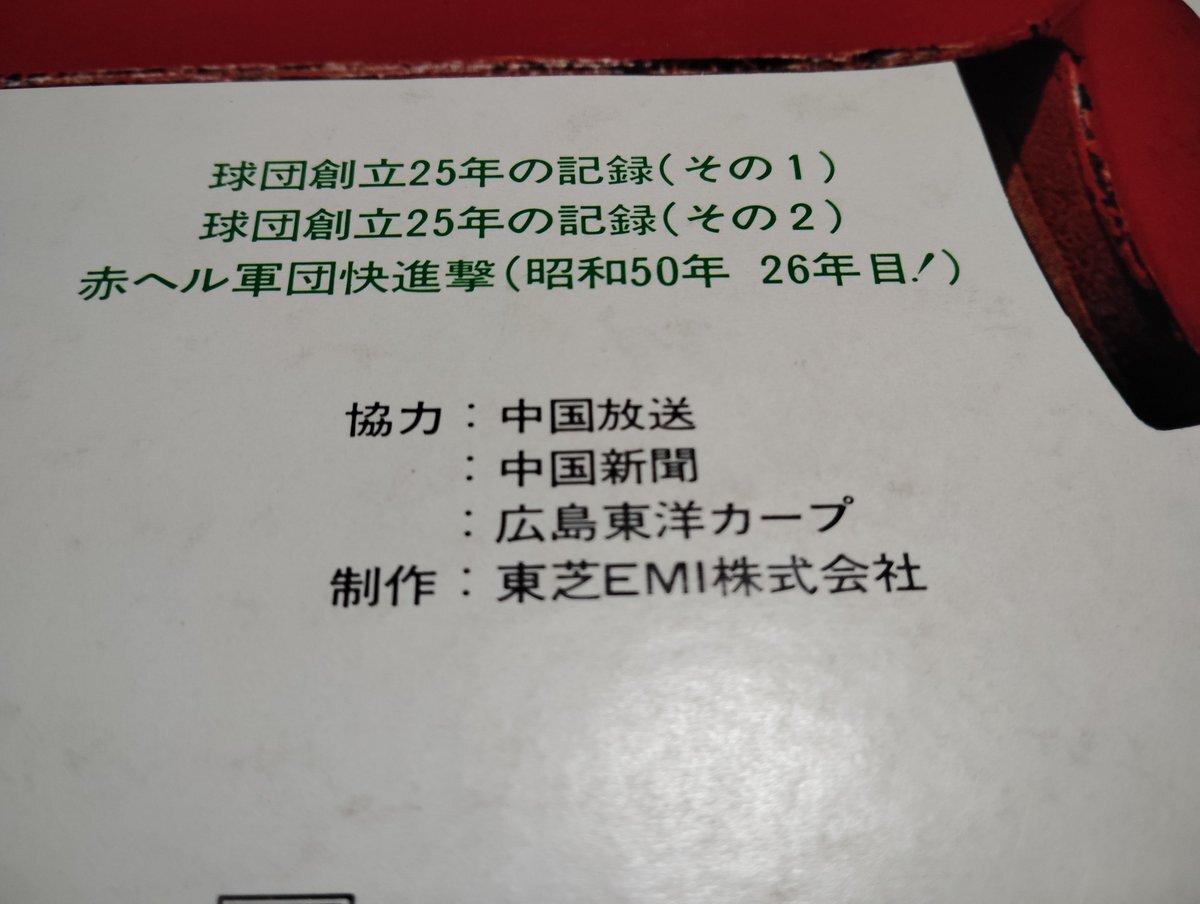 球団創立25年の記録(その1)
球団創立25年の記録(その2)
赤ヘル軍団快進撃(昭和50年 26年目!)
協力:中国放送
:中国新聞
:広島東洋カープ
制作:東芝EMI株式会社